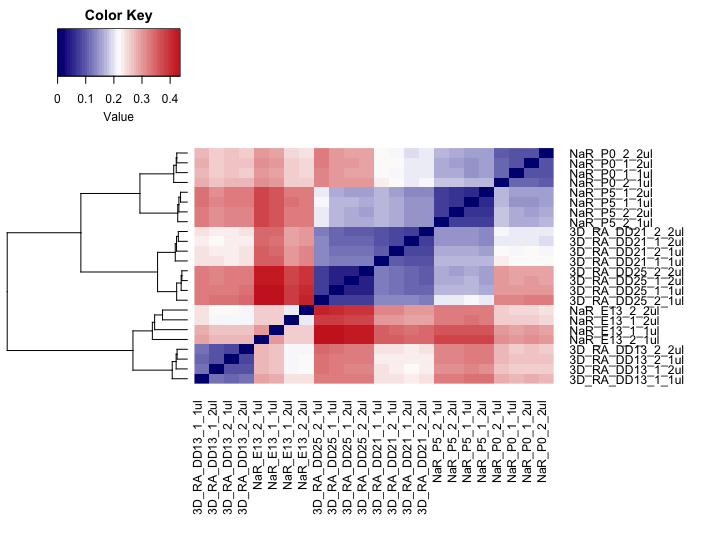 Color Key
0 0.1 0.2 0.3 0.4
Value
NaR_P0_2_2ul
NaR_P0_1_2ul
NaR_P0_1_1ul
NaR_P0_2_1ul
NaR_P5_1_2ul
NaR_P5_1_1ul
NaR_P5_2_2ul
NaR_P5_2_1ul
3D_RA_DD21_2_2ul
3D_RA_DD21_1_2ul
3D_RA_DD21_2_1ul
3D_RA_DD21_1_1ul
3D_RA_DD25_2_2ul
3D_RA_DD25_1_2ul
3D_RA_DD25_1_1ul
3D_RA_DD25_2_1ul
NaR_E13_2_2ul
NaR_E13_1_2ul
NaR_E13_1_1ul
NaR_E13_2_1ul
3D_RA_DD13_2_2ul
3D_RA_DD13_2_1ul
3D_RA_DD13_1_2ul
3D_RA_DD13_1_1ul
3D_RA_DD13_1_1ul
3D_RA_DD13_1_2ul
3D_RA_DD13_2_1ul
3D_RA_DD13_2_2ul
NaR_E13_2_1ul
NaR_E13_1_1ul
NaR_E13_1_2ul
NaR_E13_2_2ul
3D_RA_DD25_2_1ul
3D_RA_DD25_1_1ul
3D_RA_DD25_1_2ul
3D_RA_DD25_2_2ul
3D_RA_DD21_1_1ul
3D_RA_DD21_2_1ul
3D_RA_DD21_1_2ul
3D_RA_DD21_2_2ul
NaR_P5_2_1ul
NaR_P5_2_2ul
NaR_P5_1_1ul
NaR_P5_1_2ul
NaR_P0_2_1ul
NaR_P0_1_1ul
NaR_P0_1_2ul
NaR_P0_2_2ul